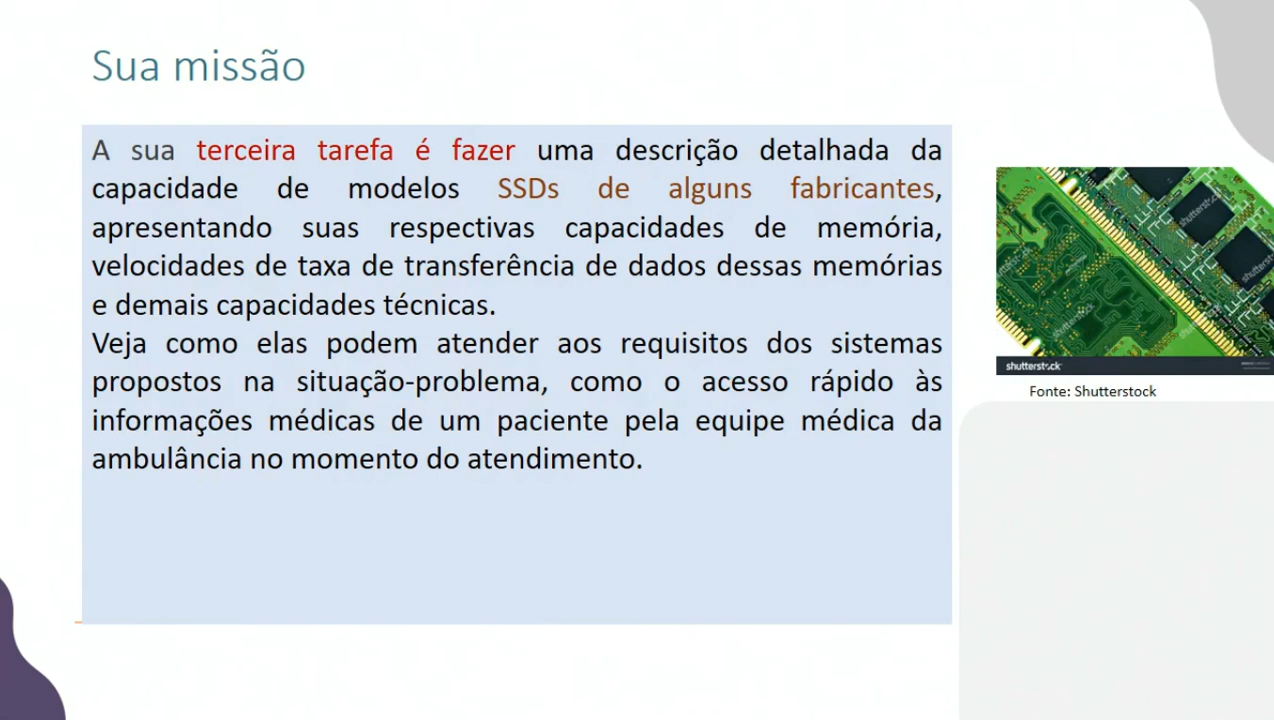 Sua missão
A sua terceira tarefa é fazer uma descrição detalhada da
capacidade de modelos SSDs de alguns fabricantes,
apresentando suas respectivas capacidades de memória,
velocidades de taxa de transferência de dados dessas memórias
e demais capacidades técnicas.
Veja como elas podem atender aos requisitos dos sistemas
propostos na situação-problema, como o acesso rápido às
informações médicas de um paciente pela equipe médica da
ambulância no momento do atendimento.
shutterstock
Fonte: Shutterstock